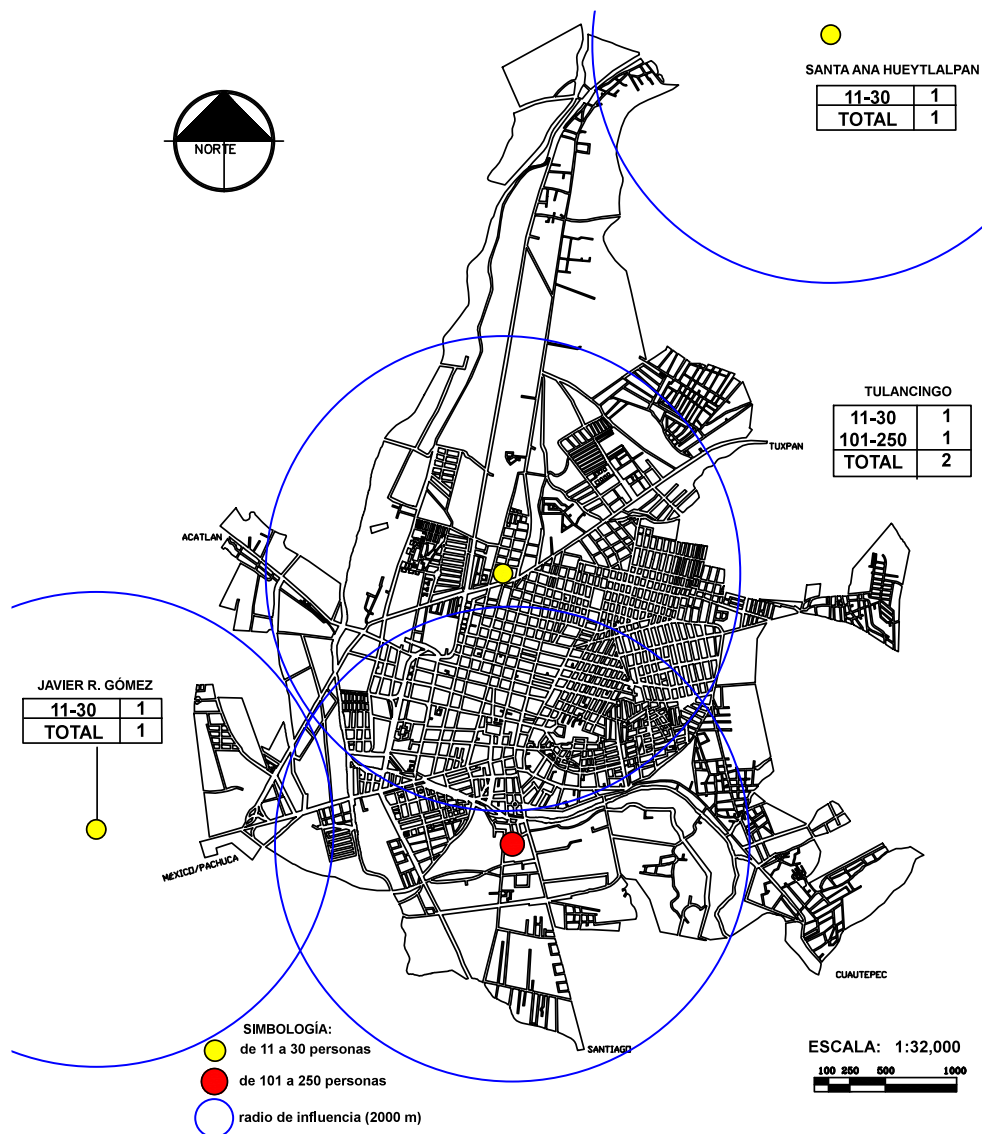 SANTA ANA HUEYTLALPAN
11-30 1
TOTAL 1
NORTE
TULANCINGO
11-30 1
101-250 1
TOTAL 2
TUXPAN
ACATLAN
JAVIER R. GÓMEZ
11-30 1
TOTAL 1
MEXICO/PACHUCA
CUAUTEPEC
SANTIAGO
SIMBOLOGÍA:
de 11 a 30 personas
de 101 a 250 personas
radio de influencia (2000 m)
ESCALA: 1:32,000
100 250 500 1000